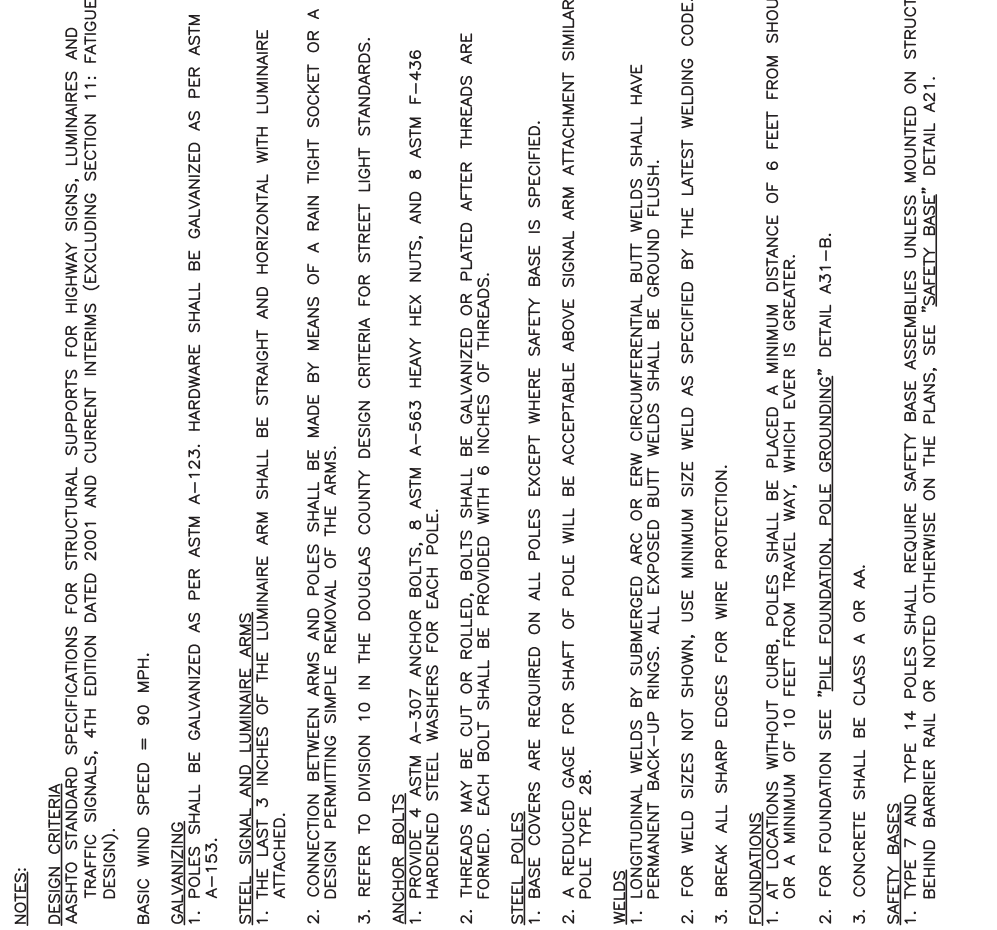 NOTES:
DESIGN CRITERIA
AASHTO STANDARD SPECIFICATIONS FOR STRUCTURAL SUPPORTS FOR HIGHWAY SIGNS, LUMINAIRES AND
TRAFFIC SIGNALS, 4TH EDITION DATED 2001 AND CURRENT INTERIMS (EXCLUDING SECTION 11: FATIGUE
DESIGN).
BASIC WIND SPEED = 90 MPH.
GALVANIZING
1. POLES SHALL BE GALVANIZED AS PER ASTM A-123. HARDWARE SHALL BE GALVANIZED AS PER ASTM
A-153.
STEEL SIGNAL AND LUMINAIRE ARMS
1. THE LAST 3 INCHES OF THE LUMINAIRE ARM SHALL BE STRAIGHT AND HORIZONTAL WITH LUMINAIRE
ATTACHED.
2. CONNECTION BETWEEN ARMS AND POLES SHALL BE MADE BY MEANS OF A RAIN TIGHT SOCKET OR A
DESIGN PERMITTING SIMPLE REMOVAL OF THE ARMS.
3. REFER TO DIVISION 10 IN THE DOUGLAS COUNTY DESIGN CRITERIA FOR STREET LIGHT STANDARDS.
ANCHOR BOLTS
1. PROVIDE 4 ASTM A-307 ANCHOR BOLTS, 8 ASTM A-563 HEAVY HEX NUTS, AND 8 ASTM F-436
HARDENED STEEL WASHERS FOR EACH POLE.
2. THREADS MAY BE CUT OR ROLLED, BOLTS SHALL BE GALVANIZED OR PLATED AFTER THREADS ARE
FORMED. EACH BOLT SHALL BE PROVIDED WITH 6 INCHES OF THREADS.
STEEL POLES
1. BASE COVERS ARE REQUIRED ON ALL POLES EXCEPT WHERE SAFETY BASE IS SPECIFIED.
2. A REDUCED GAGE FOR SHAFT OF POLE WILL BE ACCEPTABLE ABOVE SIGNAL ARM ATTACHMENT SIMILAR
POLE TYPE 28.
WELDS
1. LONGITUDINAL WELDS BY SUBMERGED ARC OR ERW CIRCUMFERENTIAL BUTT WELDS SHALL HAVE
PERMANENT BACK-UP RINGS. ALL EXPOSED BUTT WELDS SHALL BE GROUND FLUSH.
2. FOR WELD SIZES NOT SHOWN, USE MINIMUM SIZE WELD AS SPECIFIED BY THE LATEST WELDING CODE.
3. BREAK ALL SHARP EDGES FOR WIRE PROTECTION.
FOUNDATIONS
1. AT LOCATIONS WITHOUT CURB, POLES SHALL BE PLACED A MINIMUM DISTANCE OF 6 FEET FROM SHOU
OR A MINIMUM OF 10 FEET FROM TRAVEL WAY, WHICH EVER IS GREATER.
2. FOR FOUNDATION SEE "PILE FOUNDATION, POLE GROUNDING" DETAIL A31-B.
3. CONCRETE SHALL BE CLASS A OR AA.
SAFETY BASES
1. TYPE 7 AND TYPE 14 POLES SHALL REQUIRE SAFETY BASE ASSEMBLIES UNLESS MOUNTED ON STRUCT
BEHIND BARRIER RAIL OR NOTED OTHERWISE ON THE PLANS, SEE "SAFETY BASE" DETAIL A21.